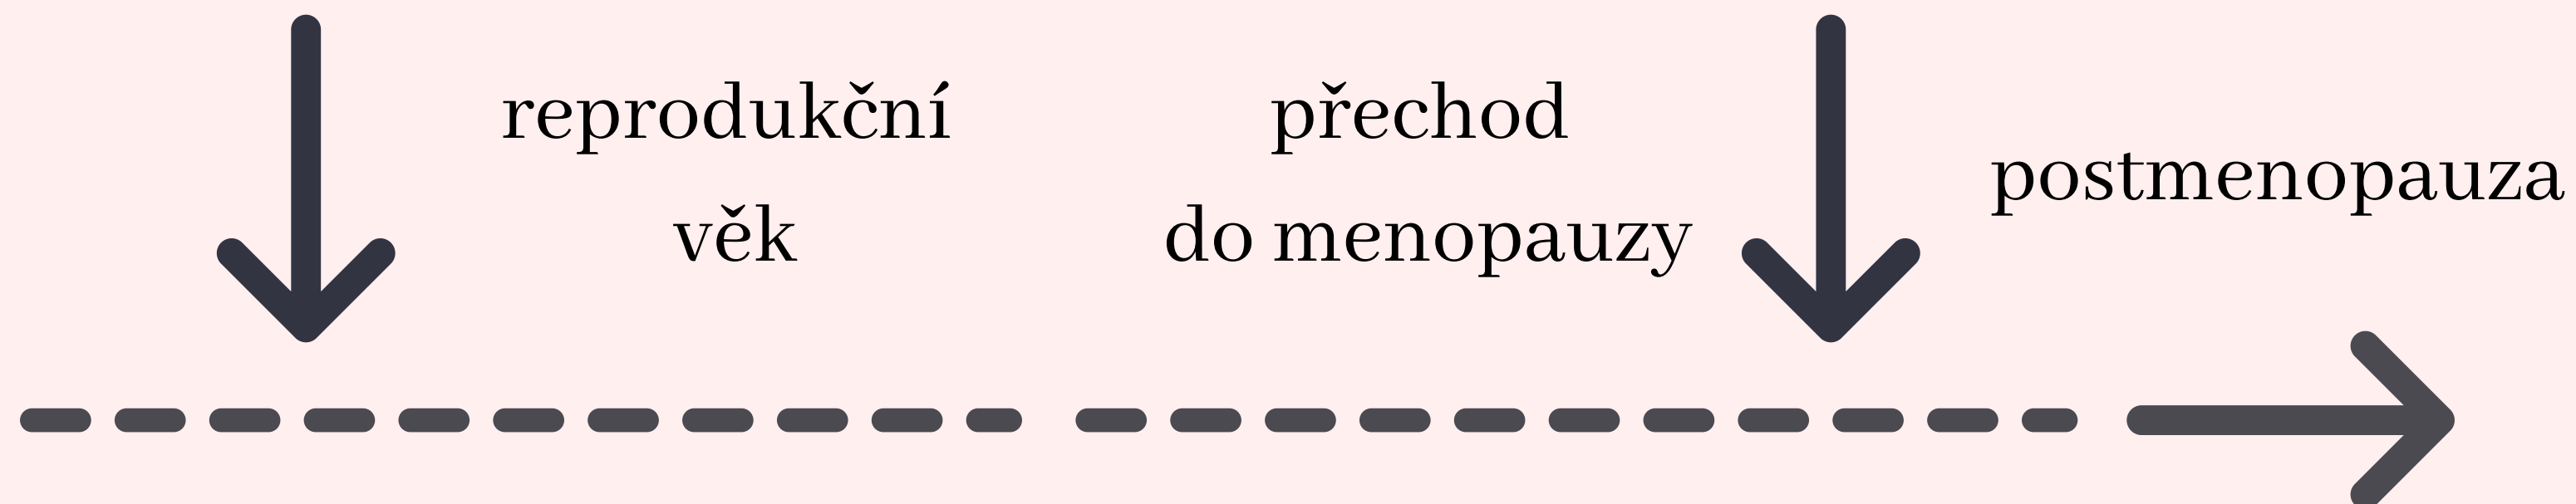 reprodukční
věk
přechod
do menopauzy
postmenopauza